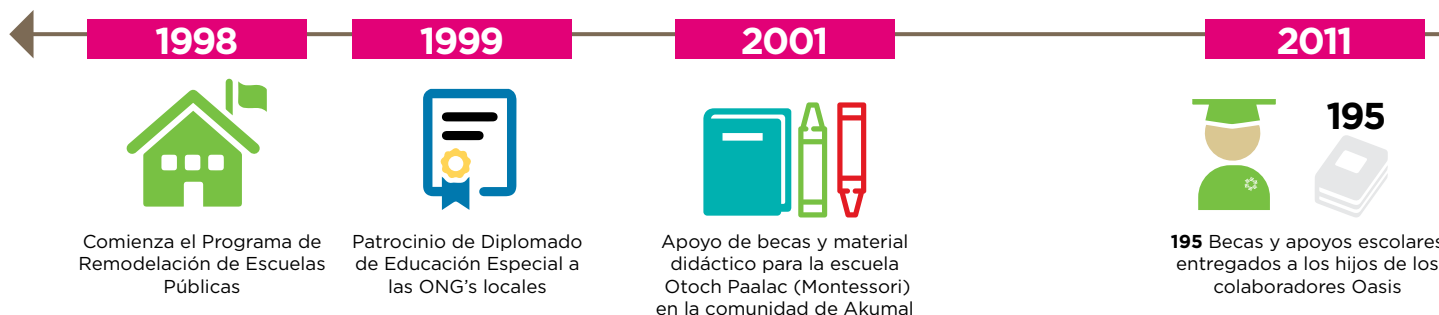 1998
Comienza el Programa de
Remodelación de Escuelas
Públicas
1999
Patrocinio de Diplomado
de Educación Especial a
las ONG's locales
2001
Apoyo de becas y material
didáctico para la escuela
Otoch Paalac (Montessori)
en la comunidad de Akumal
2011
195
195 Becas y apoyos escolares
entregados a los hijos de los
colaboradores Oasis